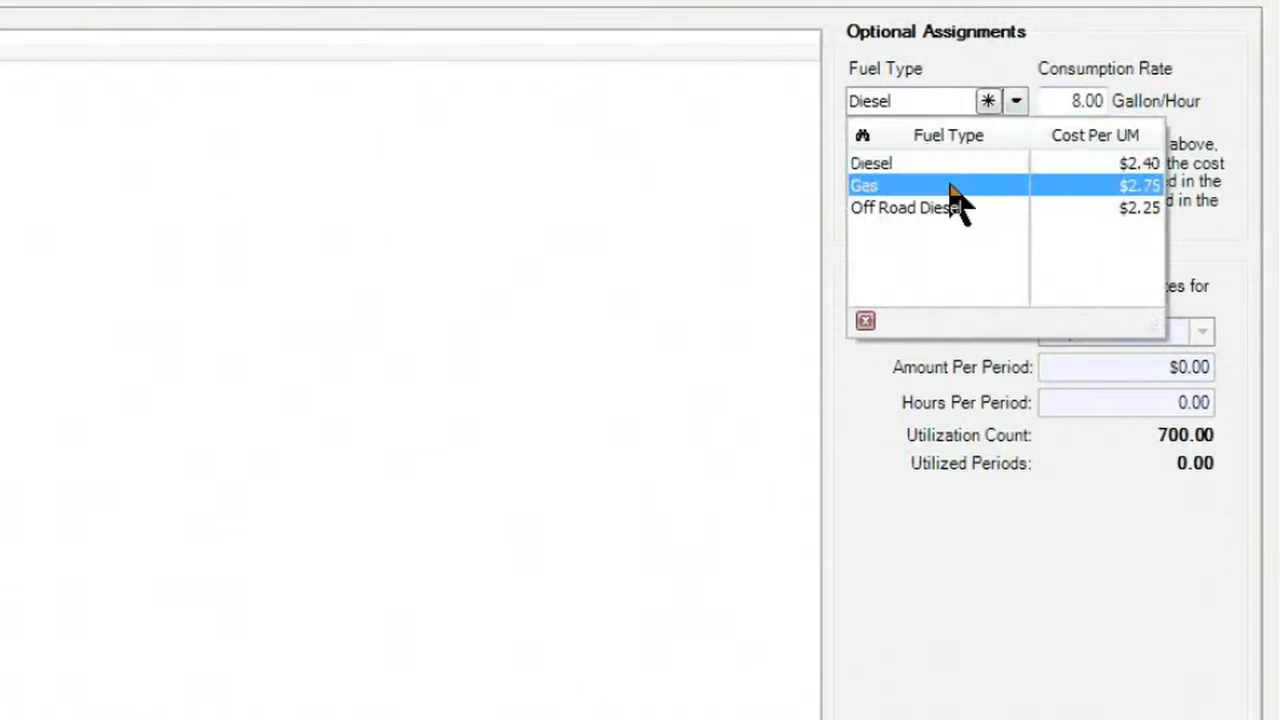 Optional Assignments
Fuel Type Consumption Rate
Diesel 8.00 Gallon/Hour
Fuel Type Cost Per UM
above,
Diesel $2.40 the cost
Gas $2.75 d in the
Off Road Diesel $2.25 d in the
es for
Amount Per Period: $0.00
Hours Per Period: 0.00
Utilization Count: 700.00
Utilized Periods: 0.00